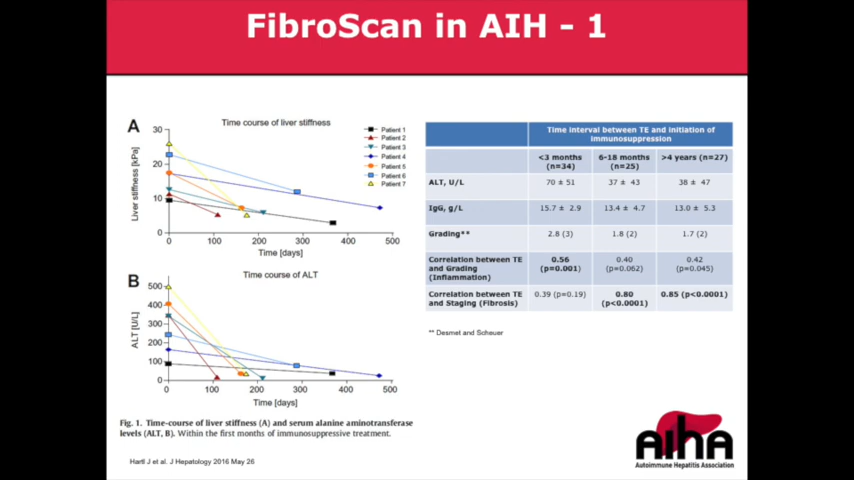 FibroScan in AIH - 1
A
Time course of liver stiffness
Liver stiffness [kPa]
30
20
10
0
0 100 200 300 400 500
Time [days]
Patient 1
Patient 2
Patient 3
Patient 4
Patient 5
Patient 6
Patient 7
B
Time course of ALT
ALT [U/L]
500
400
300
200
100
0
0 100 200 300 400 500
Time [days]
Fig. 1. Time-course of liver stiffness (A) and serum alanine aminotransferase
levels (ALT, B). Within the first months of immunosuppressive treatment.
Hartl J et al. J Hepatology 2016 May 26
Time interval between TE and initiation of
immunosuppression
<3 months (n=34) 6-18 months (n=25) >4 years (n=27)
ALT, U/L 70 ± 51 37 ± 43 38 ± 47
IgG, g/L 15.7 ± 2.9 13.4 ± 4.7 13.0 ± 5.3
Grading** 2.8 (3) 1.8 (2) 1.7 (2)
Correlation between TE and Grading (Inflammation) 0.56 (p=0.001) 0.40 (p=0.062) 0.42 (p=0.045)
Correlation between TE and Staging (Fibrosis) 0.39 (p=0.19) 0.80 (p<0.0001) 0.85 (p<0.0001)
** Desmet and Scheuer
AIHA
Autoimmune Hepatitis Association